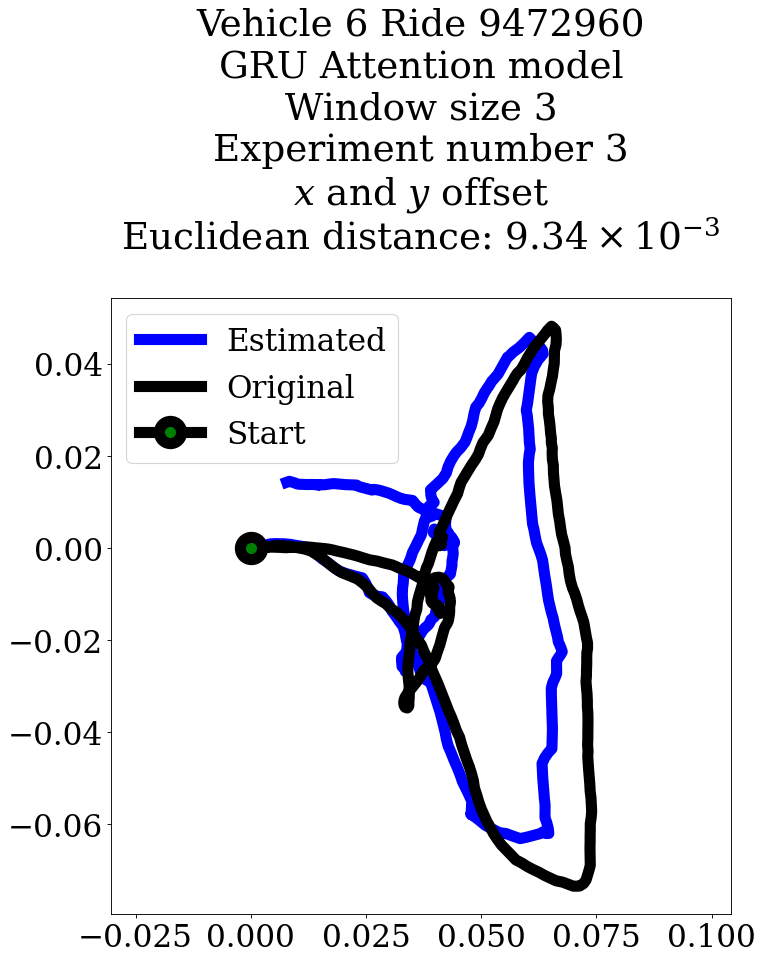 Vehicle 6 Ride 9472960
GRU Attention model
Window size 3
Experiment number 3
x and y offset
Euclidean distance: 9.34 × 10⁻³
Estimated
Original
Start
0.04
0.02
0.00
−0.02
−0.04
−0.06
−0.025 0.000 0.025 0.050 0.075 0.100